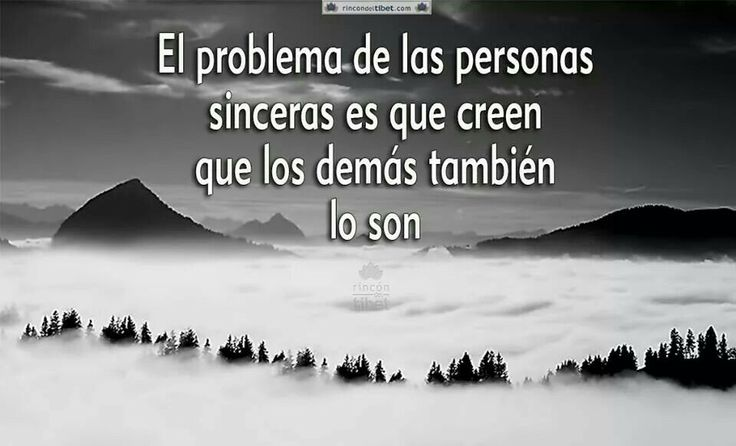 rincondeltibet.com
El problema de las personas
sinceras es que creen
que los demás también
lo son
rincón
del
tibet